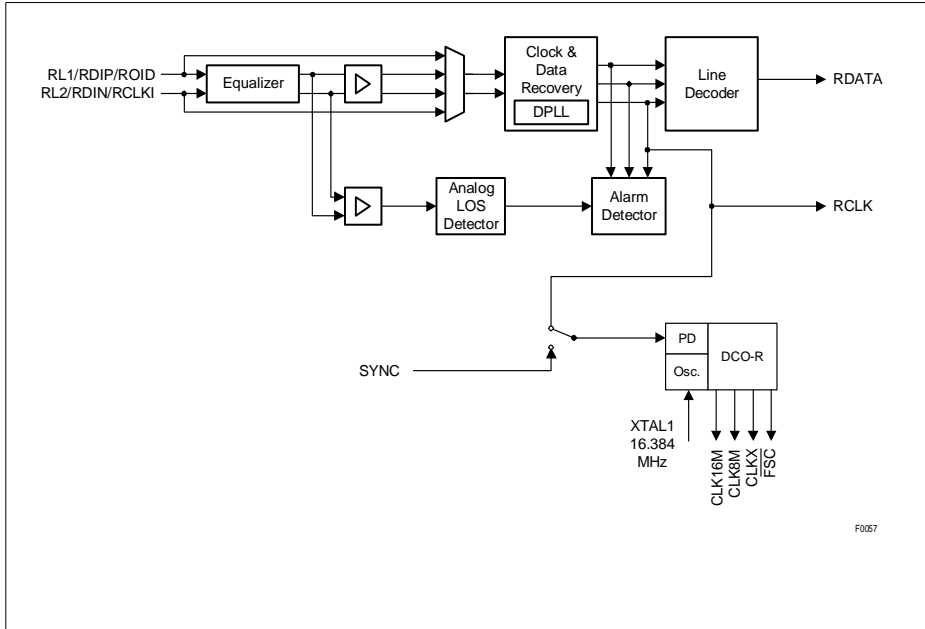 RL1/RDIP/ROID
RL2/RDIN/RCLKI
Equalizer
Clock &
Data
Recovery
DPLL
Line
Decoder
RDATA
Analog
LOS
Detector
Alarm
Detector
RCLK
SYNC
PD
Osc.
DCO-R
XTAL1
16.384
MHz
CLK16M
CLK8M
CLKX
FSC
F0057